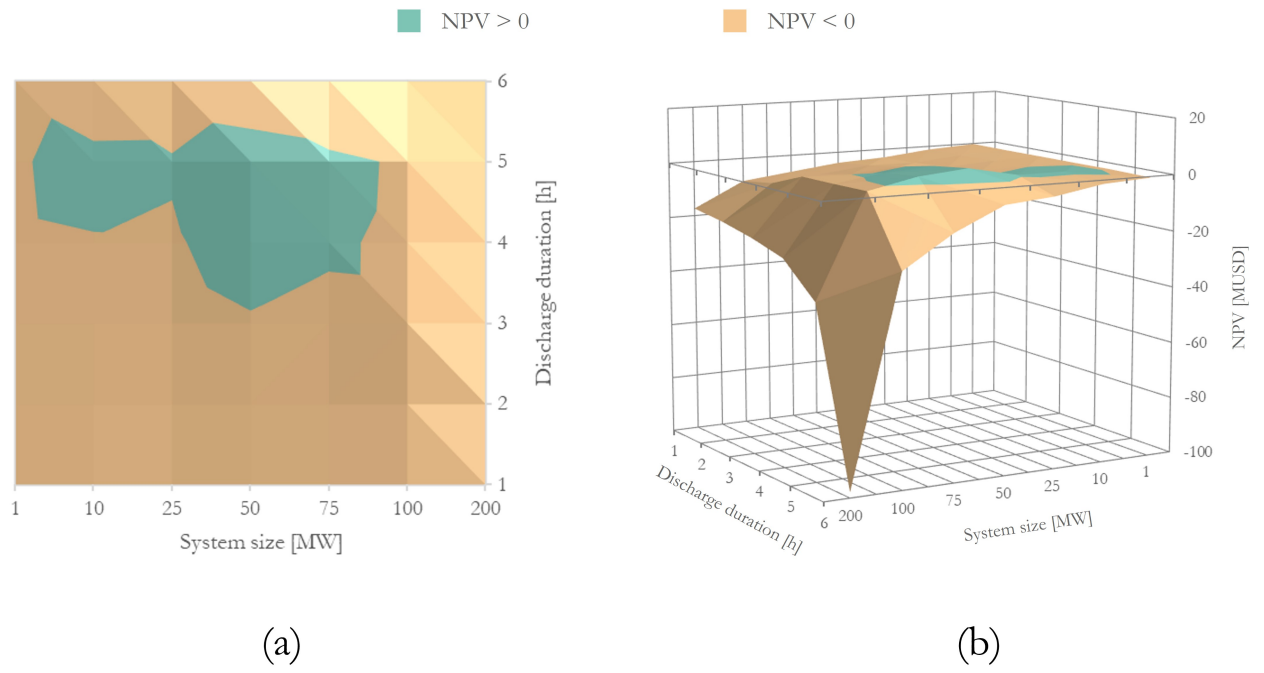 NPV > 0
NPV < 0
6
5
4
3
2
1
Discharge duration [h]
1 10 25 50 75 100 200
System size [MW]
20
0
-20
-40
-60
-80
-100
NPV [MUSD]
1
2
3
4
5
6
Discharge duration [h]
200 100 75 50 25 10 1
System size [MW]
(a)
(b)